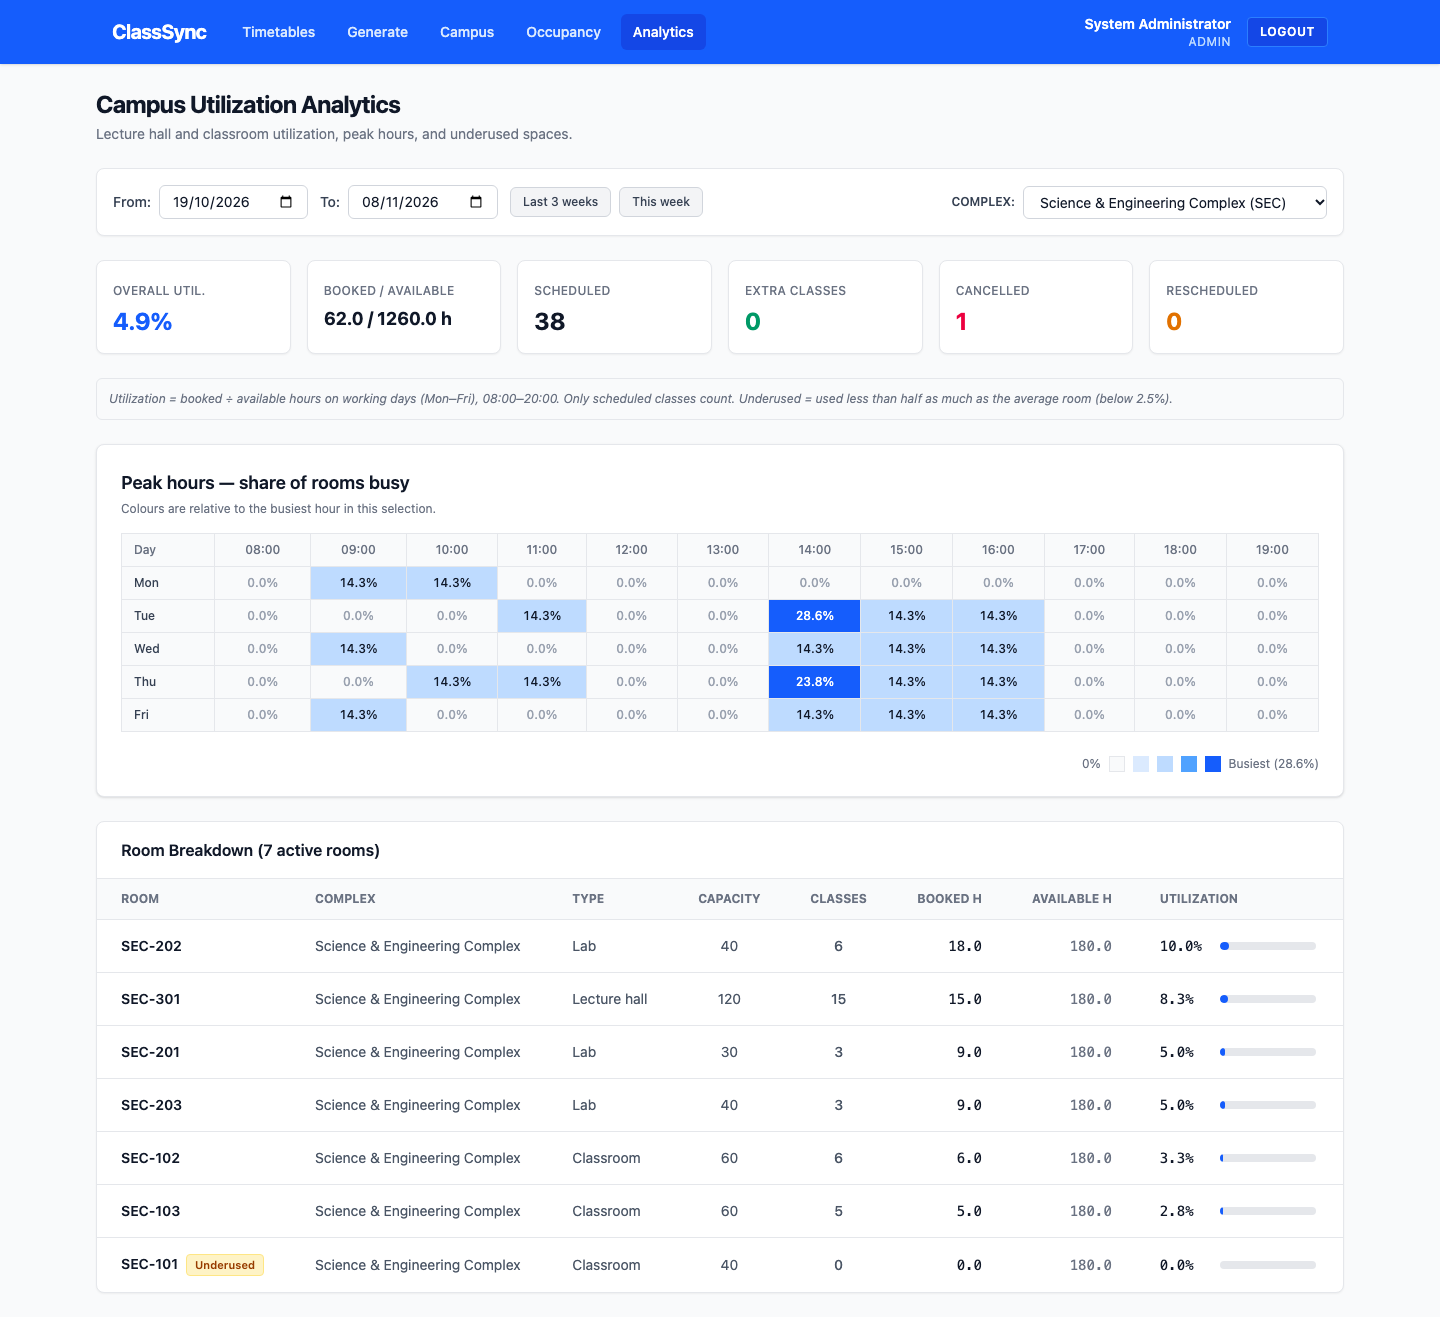 ClassSync Timetables Generate Campus Occupancy Analytics System Administrator ADMIN LOGOUT
Campus Utilization Analytics
Lecture hall and classroom utilization, peak hours, and underused spaces.
From: 19/10/2026 To: 08/11/2026 Last 3 weeks This week COMPLEX: Science & Engineering Complex (SEC)
OVERALL UTIL. BOOKED / AVAILABLE SCHEDULED EXTRA CLASSES CANCELLED RESCHEDULED
4.9% 62.0 / 1260.0 h 38 0 1 0
Utilization = booked ÷ available hours on working days (Mon–Fri), 08:00–20:00. Only scheduled classes count. Underused = used less than half as much as the average room (below 2.5%).
Peak hours — share of rooms busy
Colours are relative to the busiest hour in this selection.
Day 08:00 09:00 10:00 11:00 12:00 13:00 14:00 15:00 16:00 17:00 18:00 19:00
Mon 0.0% 14.3% 14.3% 0.0% 0.0% 0.0% 0.0% 0.0% 0.0% 0.0% 0.0% 0.0%
Tue 0.0% 0.0% 0.0% 14.3% 0.0% 0.0% 28.6% 14.3% 14.3% 0.0% 0.0% 0.0%
Wed 0.0% 14.3% 0.0% 0.0% 0.0% 0.0% 14.3% 14.3% 14.3% 0.0% 0.0% 0.0%
Thu 0.0% 0.0% 14.3% 14.3% 0.0% 0.0% 23.8% 14.3% 14.3% 0.0% 0.0% 0.0%
Fri 0.0% 14.3% 0.0% 0.0% 0.0% 0.0% 14.3% 14.3% 14.3% 0.0% 0.0% 0.0%
0% Busiest (28.6%)
Room Breakdown (7 active rooms)
ROOM COMPLEX TYPE CAPACITY CLASSES BOOKED H AVAILABLE H UTILIZATION
SEC-202 Science & Engineering Complex Lab 40 6 18.0 180.0 10.0%
SEC-301 Science & Engineering Complex Lecture hall 120 15 15.0 180.0 8.3%
SEC-201 Science & Engineering Complex Lab 30 3 9.0 180.0 5.0%
SEC-203 Science & Engineering Complex Lab 40 3 9.0 180.0 5.0%
SEC-102 Science & Engineering Complex Classroom 60 6 6.0 180.0 3.3%
SEC-103 Science & Engineering Complex Classroom 60 5 5.0 180.0 2.8%
SEC-101 Underused Science & Engineering Complex Classroom 40 0 0.0 180.0 0.0%